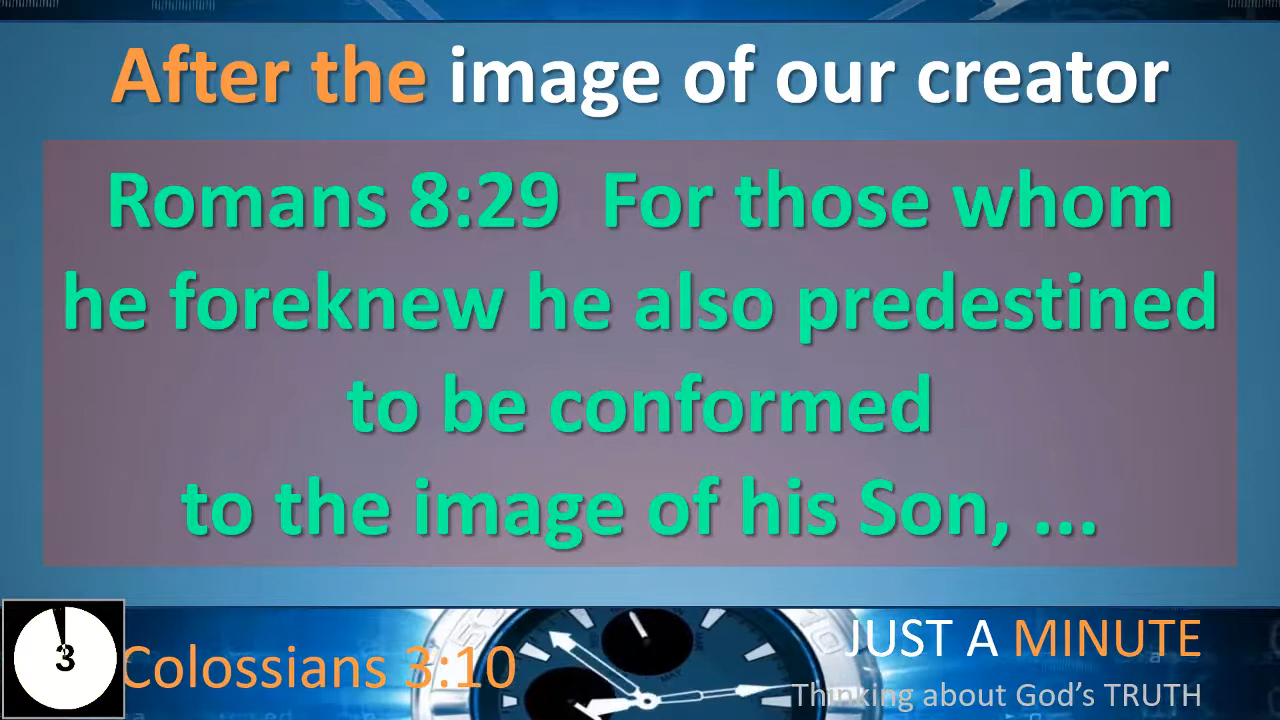 After the image of our creator
Romans 8:29  For those whom
he foreknew he also predestined
to be conformed
to the image of his Son, ...
3
Colossians 3:10
JUST A MINUTE
Thinking about God's TRUTH